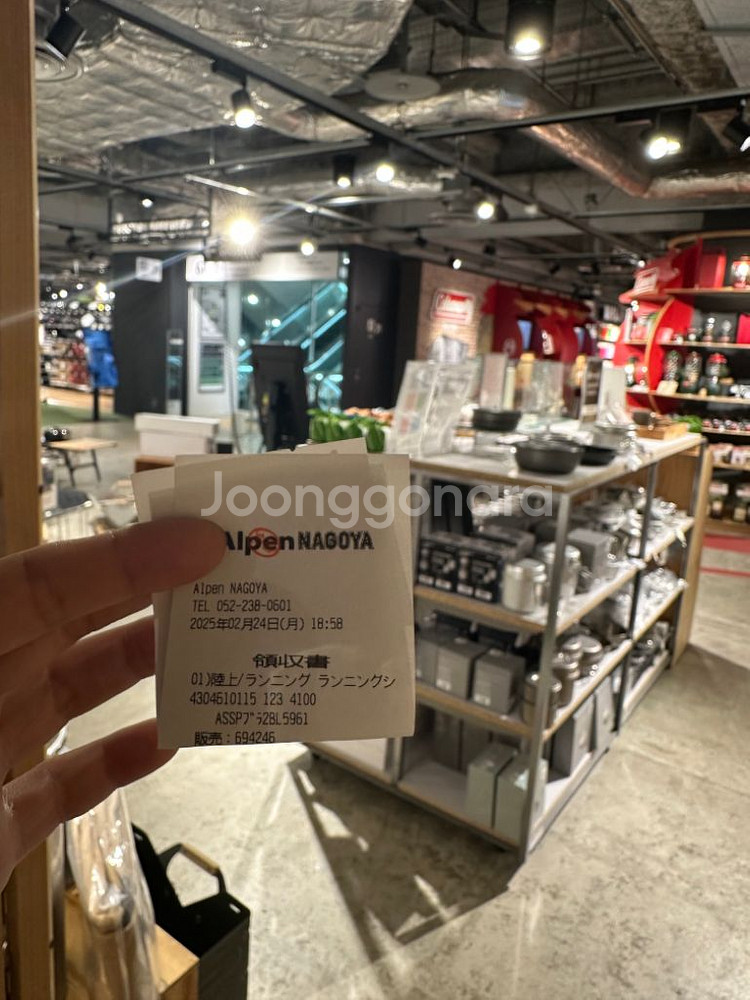 Joonggonara
Alpen NAGOYA
Alpen NAGOYA
TEL 052-238-0601
2025年02月24日(月) 18:58
領収書
01)陸上/ランニング ランニングシ
4304610115 123 4100
ASSPﾌﾟﾗ28L5961
販売:694246